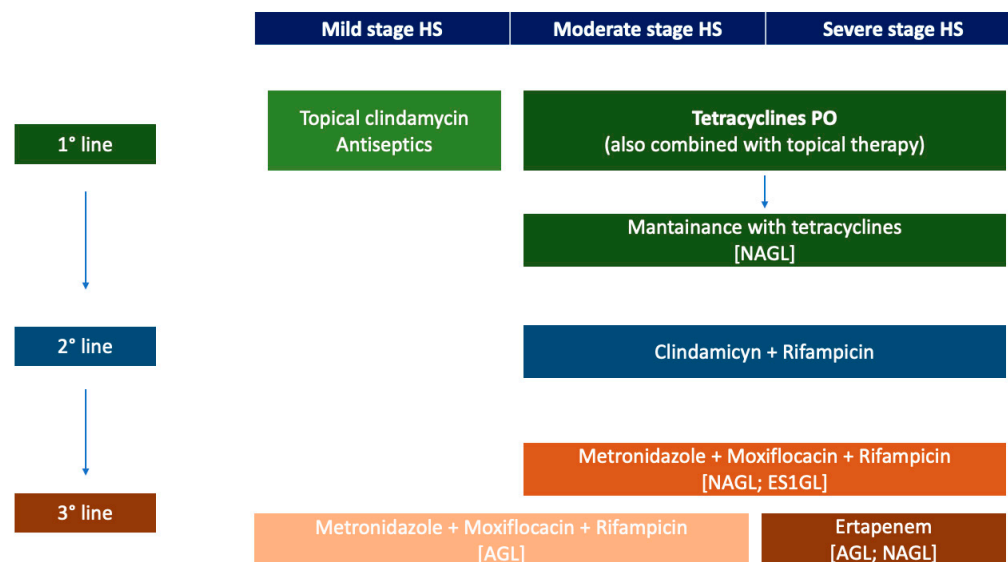 Mild stage HS
Moderate stage HS
Severe stage HS
1° line
Topical clindamycin
Antiseptics
Tetracyclines PO
(also combined with topical therapy)
Mantainance with tetracyclines
[NAGL]
2° line
Clindamicyn + Rifampicin
Metronidazole + Moxiflocacin + Rifampicin
[NAGL; ES1GL]
3° line
Metronidazole + Moxiflocacin + Rifampicin
[AGL]
Ertapenem
[AGL; NAGL]